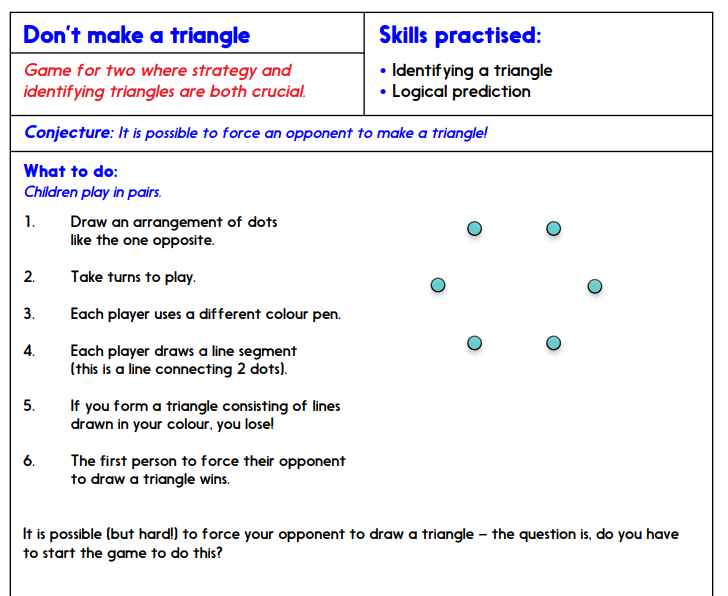 Don't make a triangle
Game for two where strategy and
identifying triangles are both crucial.
Skills practised:
• Identifying a triangle
• Logical prediction
Conjecture: It is possible to force an opponent to make a triangle!
What to do:
Children play in pairs.
1. Draw an arrangement of dots
like the one opposite.
2. Take turns to play.
3. Each player uses a different colour pen.
4. Each player draws a line segment
(this is a line connecting 2 dots).
5. If you form a triangle consisting of lines
drawn in your colour, you lose!
6. The first person to force their opponent
to draw a triangle wins.
It is possible (but hard!) to force your opponent to draw a triangle – the question is, do you have
to start the game to do this?